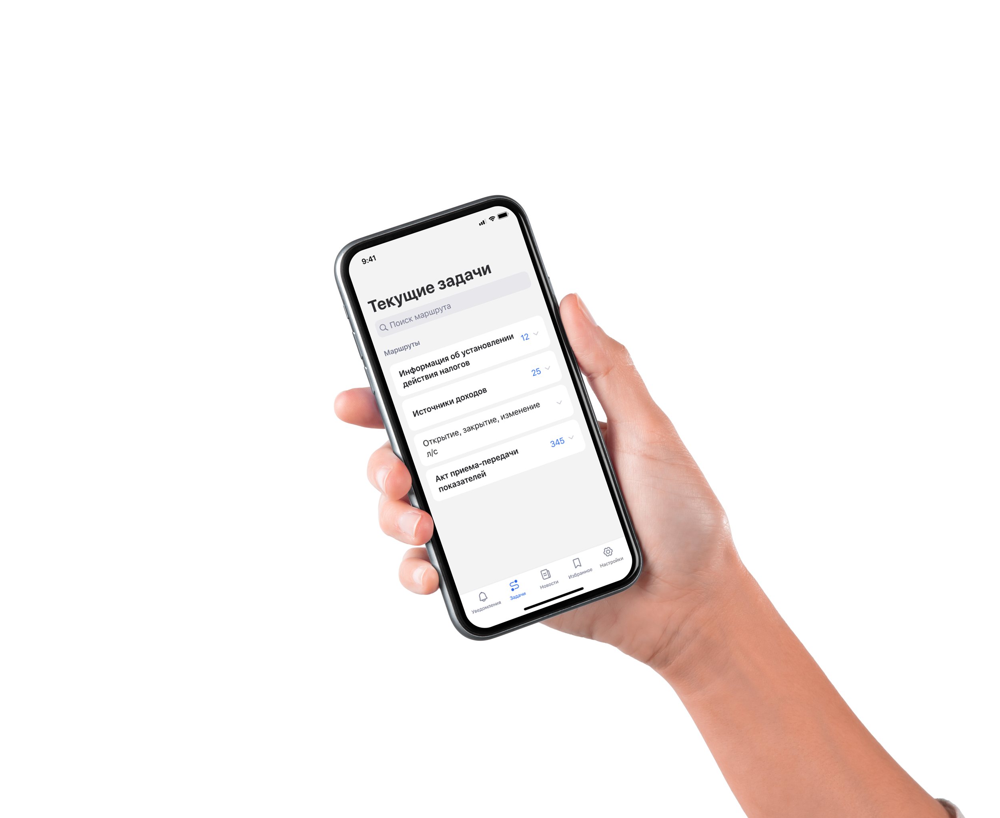 9:41
Текущие задачи
Поиск маршрута
Маршруты
Информация об установлении
действия налогов
12
Источники доходов
25
Открытие, закрытие, изменение
л/с
Акт приема-передачи
показателей
345
Уведомления
Задачи
Новости
Избранное
Настройки